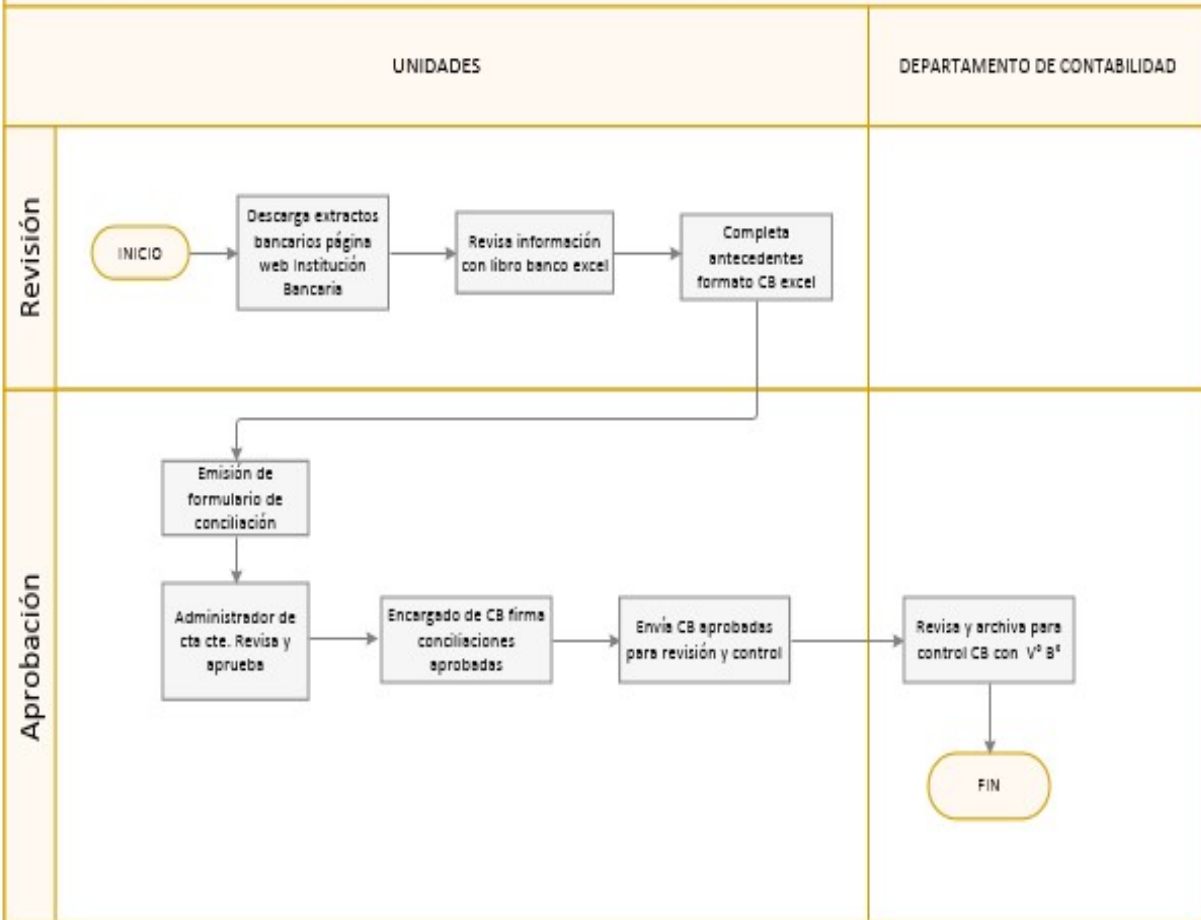 UNIDADES
DEPARTAMENTO DE CONTABILIDAD
Revisión
INICIO
Descarga extractos
bancarios página
web Institución
Bancaria
Revisa información
con libro banco excel
Completa
antecedentes
formato CB excel
Aprobación
Emisión de
formulario de
conciliación
Administrador de
cta cte. Revisa y
aprueba
Encargado de CB firma
conciliaciones
aprobadas
Envía CB aprobadas
para revisión y control
Revisa y archiva para
control CB con V° B°
FIN